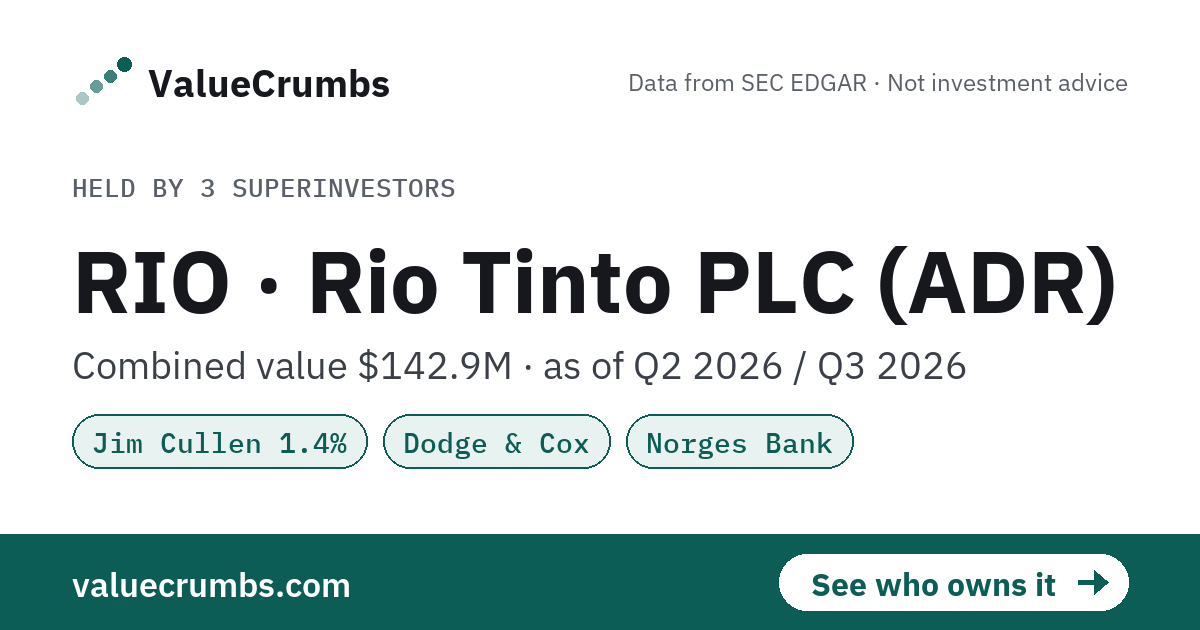 ValueCrumbs
Data from SEC EDGAR · Not investment advice
HELD BY 3 SUPERINVESTORS
RIO · Rio Tinto PLC (ADR)
Combined value $142.9M · as of Q2 2026 / Q3 2026
Jim Cullen 1.4%
Dodge & Cox
Norges Bank
valuecrumbs.com
See who owns it →